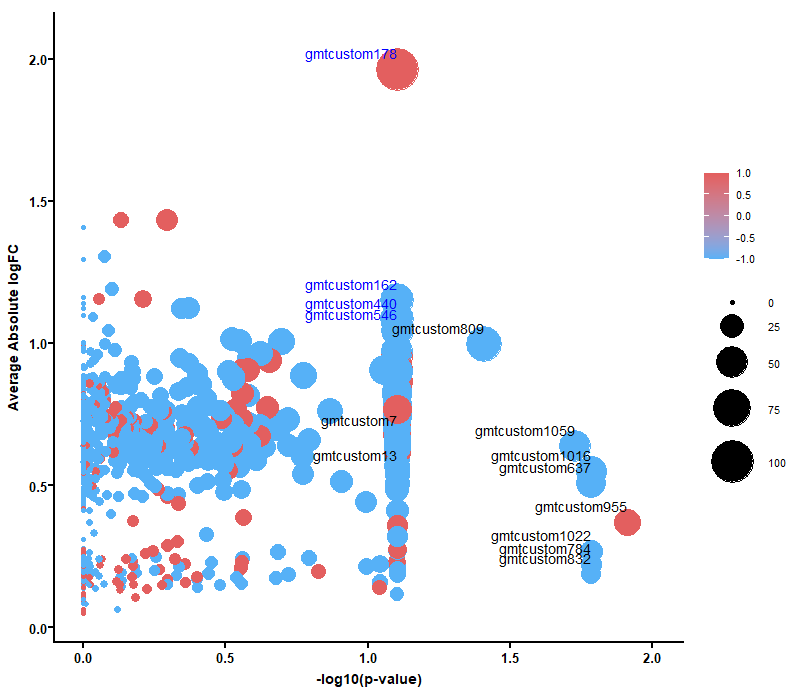 2.0
1.5
1.0
0.5
0.0
Average Absolute logFC
gmtcustom178
gmtcustom162
gmtcustom440
gmtcustom546
gmtcustom809
gmtcustom7
gmtcustom1059
gmtcustom13
gmtcustom1016
gmtcustom637
gmtcustom955
gmtcustom1022
gmtcustom784
gmtcustom832
0.0
0.5
1.0
1.5
2.0
-log10(p-value)
1.0
0.5
0.0
-0.5
-1.0
0
25
50
75
100